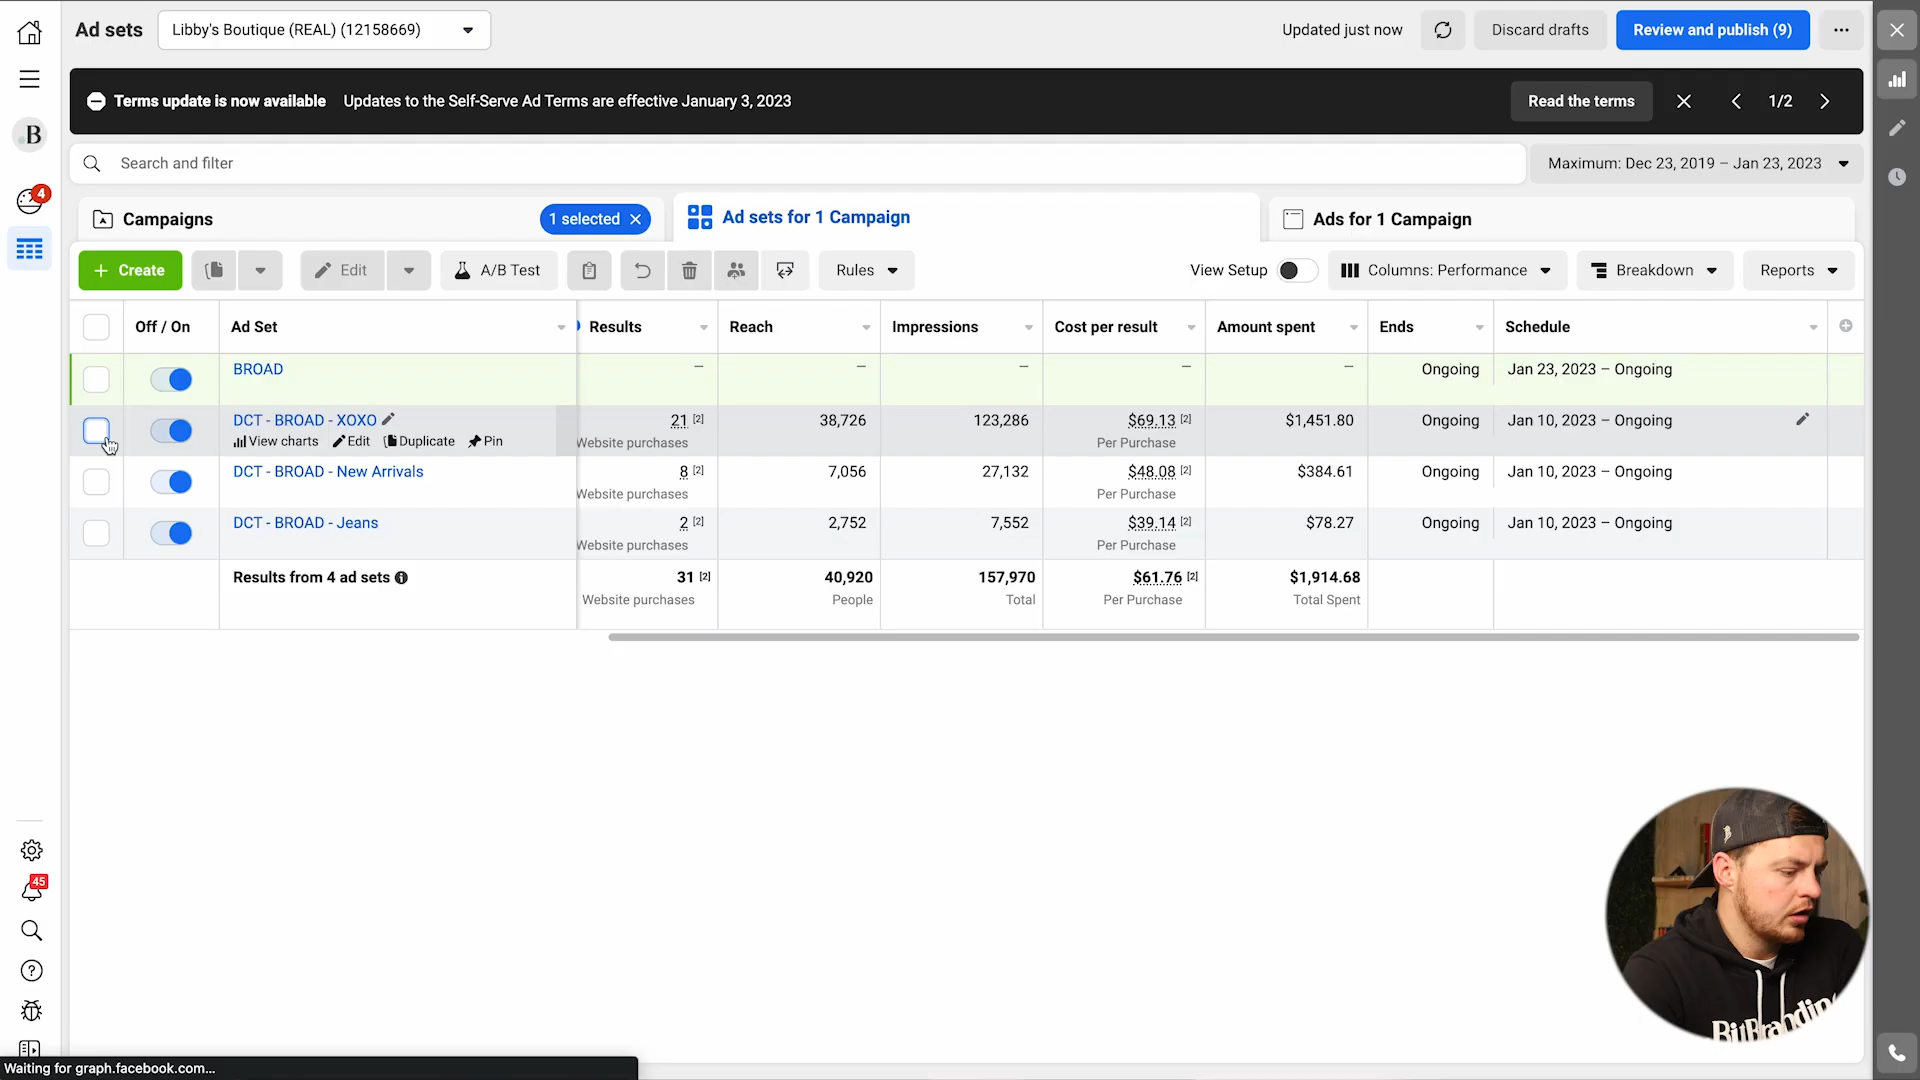 Ad sets
Libby's Boutique (REAL) (12158669)
Updated just now
Discard drafts
Review and publish (9)
Terms update is now available
Updates to the Self-Serve Ad Terms are effective January 3, 2023
Read the terms
1/2
.B
Search and filter
Maximum: Dec 23, 2019 – Jan 23, 2023
4
Campaigns
1 selected
Ad sets for 1 Campaign
Ads for 1 Campaign
+ Create
Edit
A/B Test
Rules
View Setup
Columns: Performance
Breakdown
Reports
Off / On
Ad Set
Results
Reach
Impressions
Cost per result
Amount spent
Ends
Schedule
BROAD
–
–
–
–
–
Ongoing
Jan 23, 2023 – Ongoing
DCT - BROAD - XOXO
View charts
Edit
Duplicate
Pin
21 [2]
Website purchases
38,726
123,286
$69.13 [2]
Per Purchase
$1,451.80
Ongoing
Jan 10, 2023 – Ongoing
DCT - BROAD - New Arrivals
8 [2]
Website purchases
7,056
27,132
$48.08 [2]
Per Purchase
$384.61
Ongoing
Jan 10, 2023 – Ongoing
DCT - BROAD - Jeans
2 [2]
Website purchases
2,752
7,552
$39.14 [2]
Per Purchase
$78.27
Ongoing
Jan 10, 2023 – Ongoing
Results from 4 ad sets
31 [2]
Website purchases
40,920
People
157,970
Total
$61.76 [2]
Per Purchase
$1,914.68
Total Spent
45
BitBranding
Waiting for graph.facebook.com...